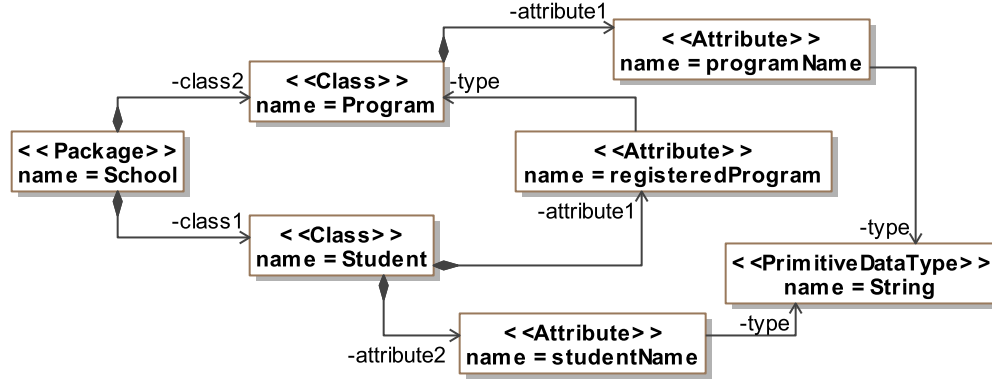 -attribute1
< <Attribute> >
name = programName
-class2
< <Class> >
name = Program
-type
< <Package> >
name = School
< <Attribute> >
name = registeredProgram
-attribute1
-class1
< <Class> >
name = Student
-type
< <PrimitiveDataType> >
name = String
-attribute2
< <Attribute> >
name = studentName
-type